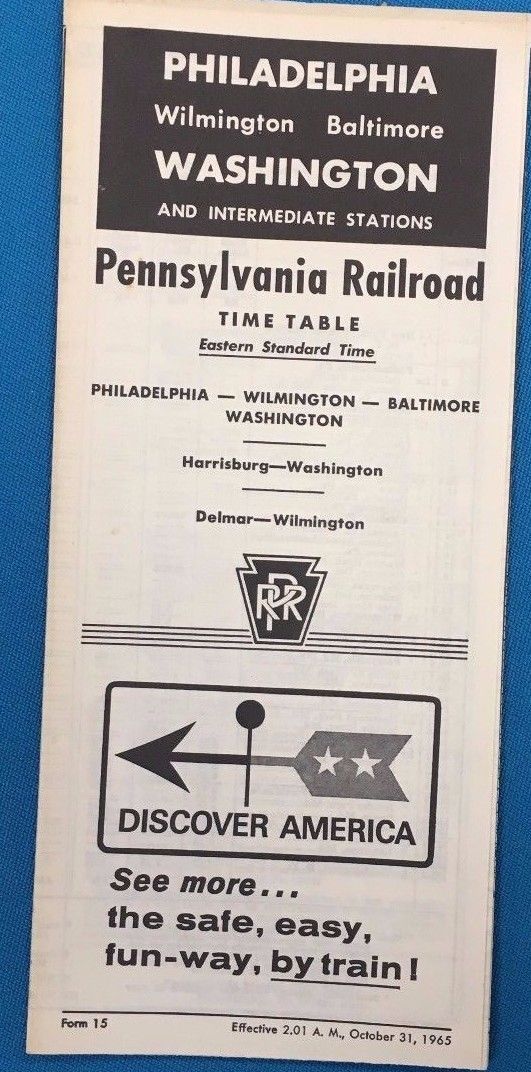 PHILADELPHIA
Wilmington Baltimore
WASHINGTON
AND INTERMEDIATE STATIONS
Pennsylvania Railroad
TIME TABLE
Eastern Standard Time
PHILADELPHIA — WILMINGTON — BALTIMORE
WASHINGTON
Harrisburg—Washington
Delmar—Wilmington
PRR
DISCOVER AMERICA
See more...
the safe, easy,
fun-way, by train!
Form 15
Effective 2.01 A. M., October 31, 1965